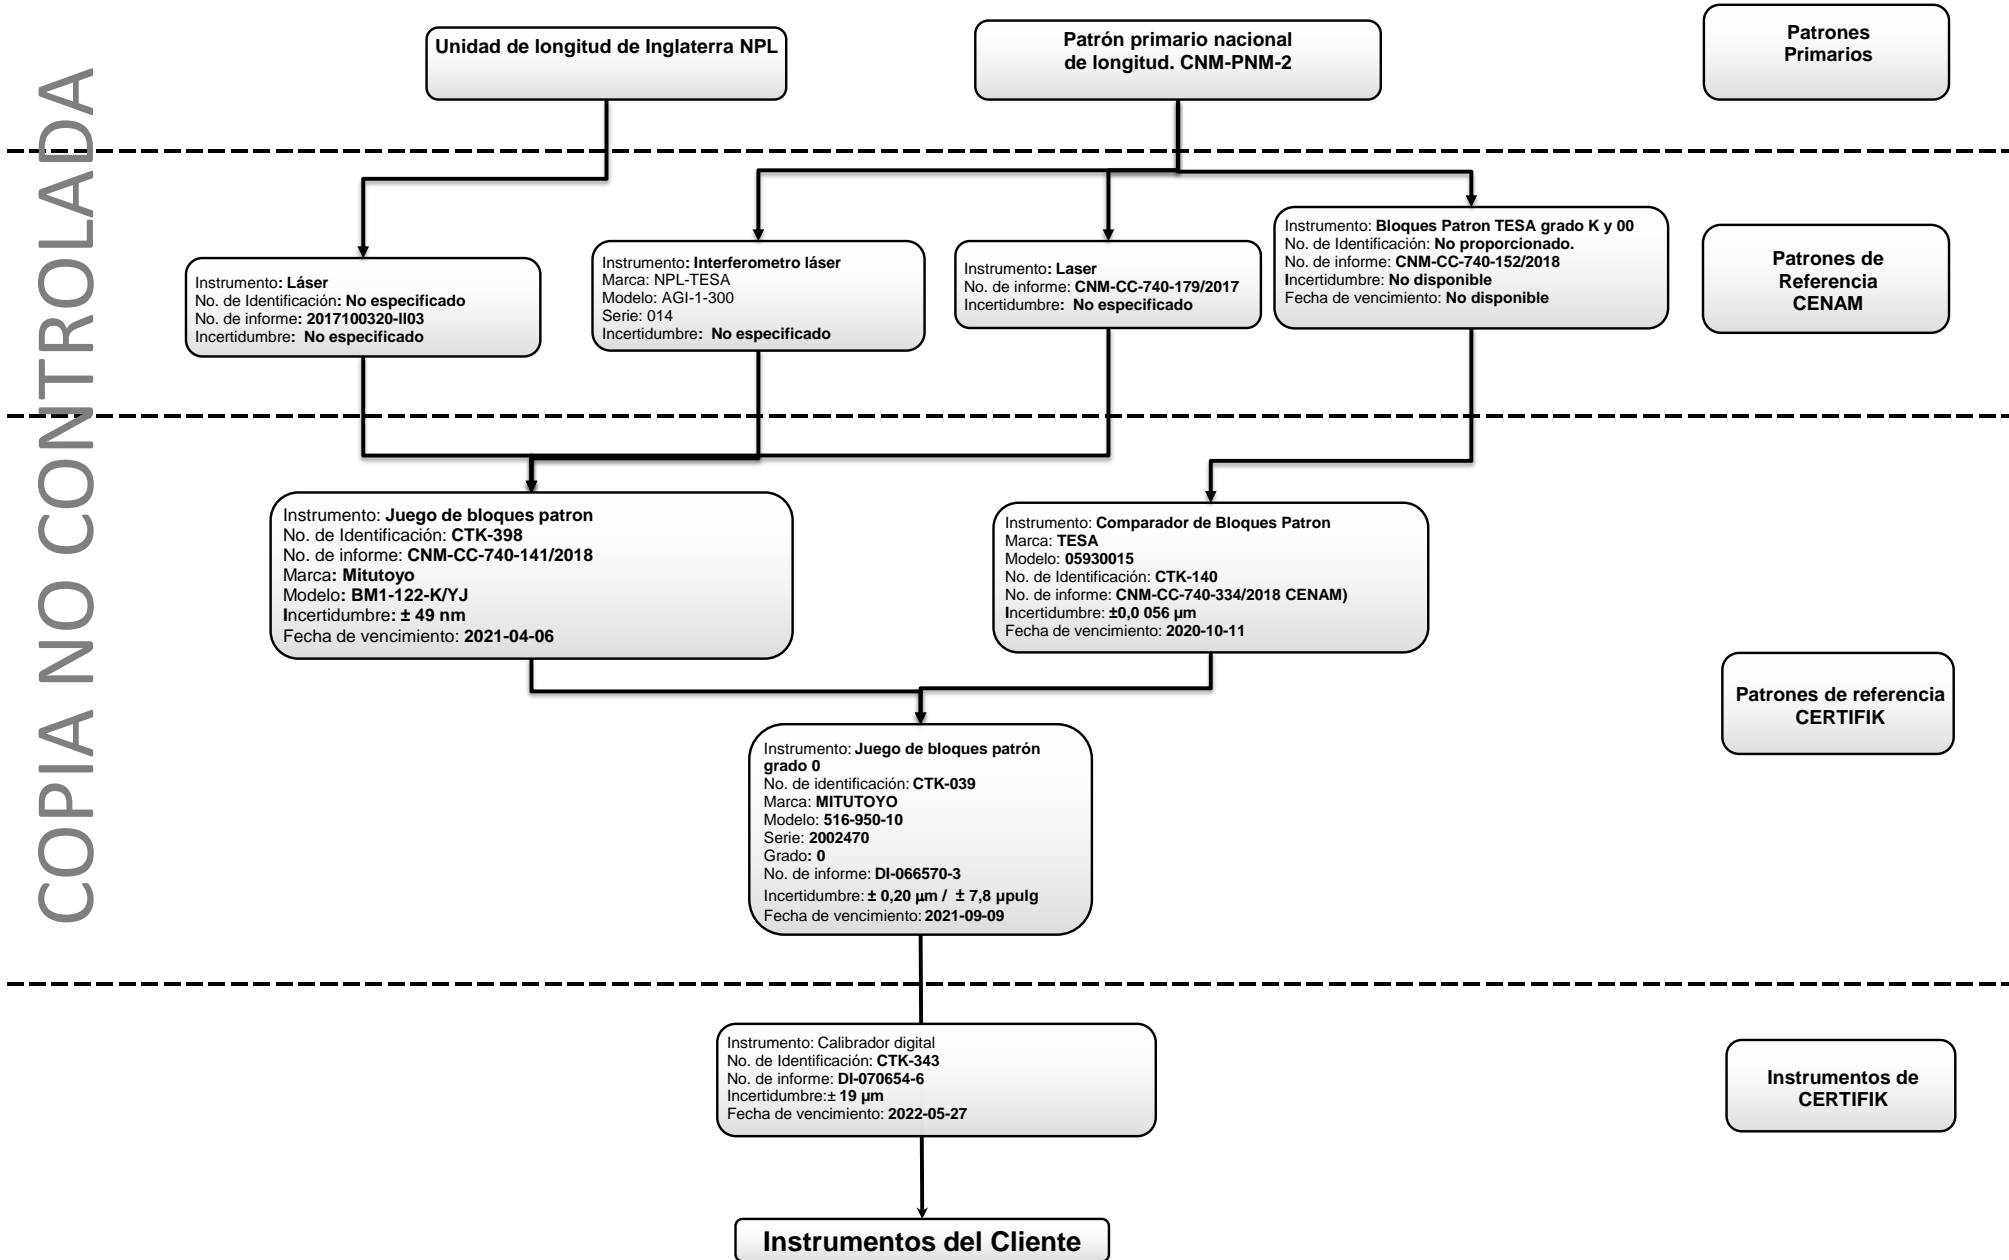 COPIA NO CONTROLADA
Unidad de longitud de Inglaterra NPL
Patrón primario nacional
de longitud. CNM-PNM-2
Patrones
Primarios
Instrumento: Láser
No. de Identificación: No especificado
No. de informe: 2017100320-II03
Incertidumbre: No especificado
Instrumento: Interferometro láser
Marca: NPL-TESA
Modelo: AGI-1-300
Serie: 014
Incertidumbre: No especificado
Instrumento: Laser
No. de informe: CNM-CC-740-179/2017
Incertidumbre: No especificado
Instrumento: Bloques Patron TESA grado K y 00
No. de Identificación: No proporcionado.
No. de informe: CNM-CC-740-152/2018
Incertidumbre: No disponible
Fecha de vencimiento: No disponible
Patrones de
Referencia
CENAM
Instrumento: Juego de bloques patron
No. de Identificación: CTK-398
No. de informe: CNM-CC-740-141/2018
Marca: Mitutoyo
Modelo: BM1-122-K/YJ
Incertidumbre: ± 49 nm
Fecha de vencimiento: 2021-04-06
Instrumento: Comparador de Bloques Patron
Marca: TESA
Modelo: 05930015
No. de Identificación: CTK-140
No. de informe: CNM-CC-740-334/2018 CENAM)
Incertidumbre: ±0,0 056 µm
Fecha de vencimiento: 2020-10-11
Patrones de referencia
CERTIFIK
Instrumento: Juego de bloques patrón
grado 0
No. de identificación: CTK-039
Marca: MITUTOYO
Modelo: 516-950-10
Serie: 2002470
Grado: 0
No. de informe: DI-066570-3
Incertidumbre: ± 0,20 µm / ± 7,8 µpulg
Fecha de vencimiento: 2021-09-09
Instrumento: Calibrador digital
No. de Identificación: CTK-343
No. de informe: DI-070654-6
Incertidumbre:± 19 µm
Fecha de vencimiento: 2022-05-27
Instrumentos de
CERTIFIK
Instrumentos del Cliente